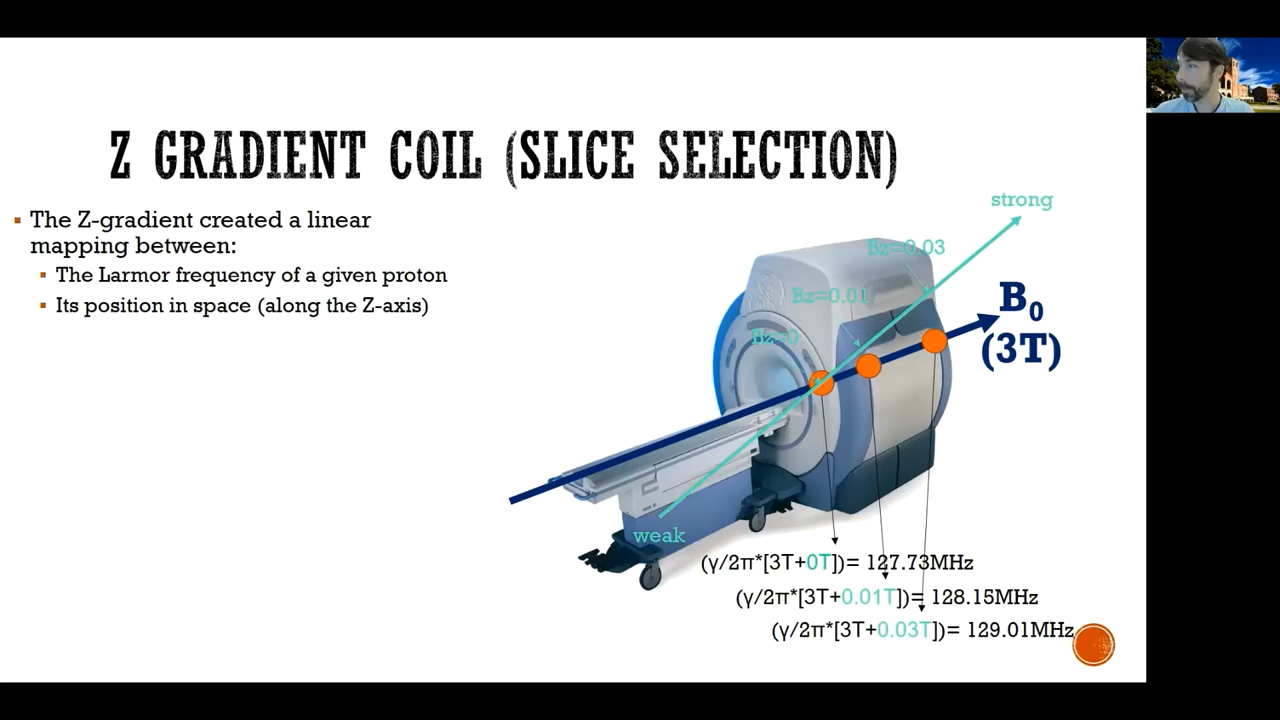 Z GRADIENT COIL (SLICE SELECTION)
▪ The Z-gradient created a linear
mapping between:
▪ The Larmor frequency of a given proton
▪ Its position in space (along the Z-axis)
strong
Bz=0.03
Bz=0.01
Bz=0
B₀
(3T)
weak
(γ/2π*[3T+0T])= 127.73MHz
(γ/2π*[3T+0.01T])= 128.15MHz
(γ/2π*[3T+0.03T])= 129.01MHz